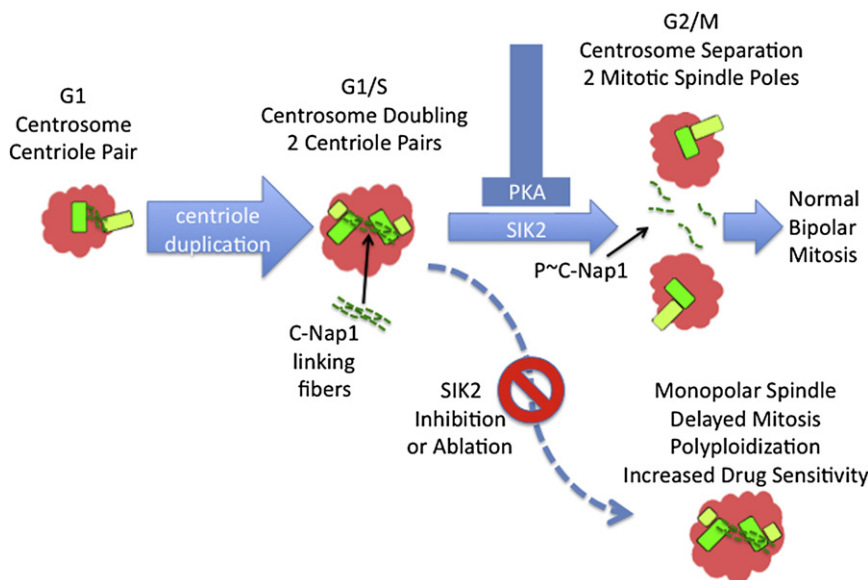 G1
Centrosome
Centriole Pair
centriole
duplication
G1/S
Centrosome Doubling
2 Centriole Pairs
C-Nap1
linking
fibers
PKA
SIK2
G2/M
Centrosome Separation
2 Mitotic Spindle Poles
P~C-Nap1
Normal
Bipolar
Mitosis
SIK2
Inhibition
or Ablation
Monopolar Spindle
Delayed Mitosis
Polyploidization
Increased Drug Sensitivity